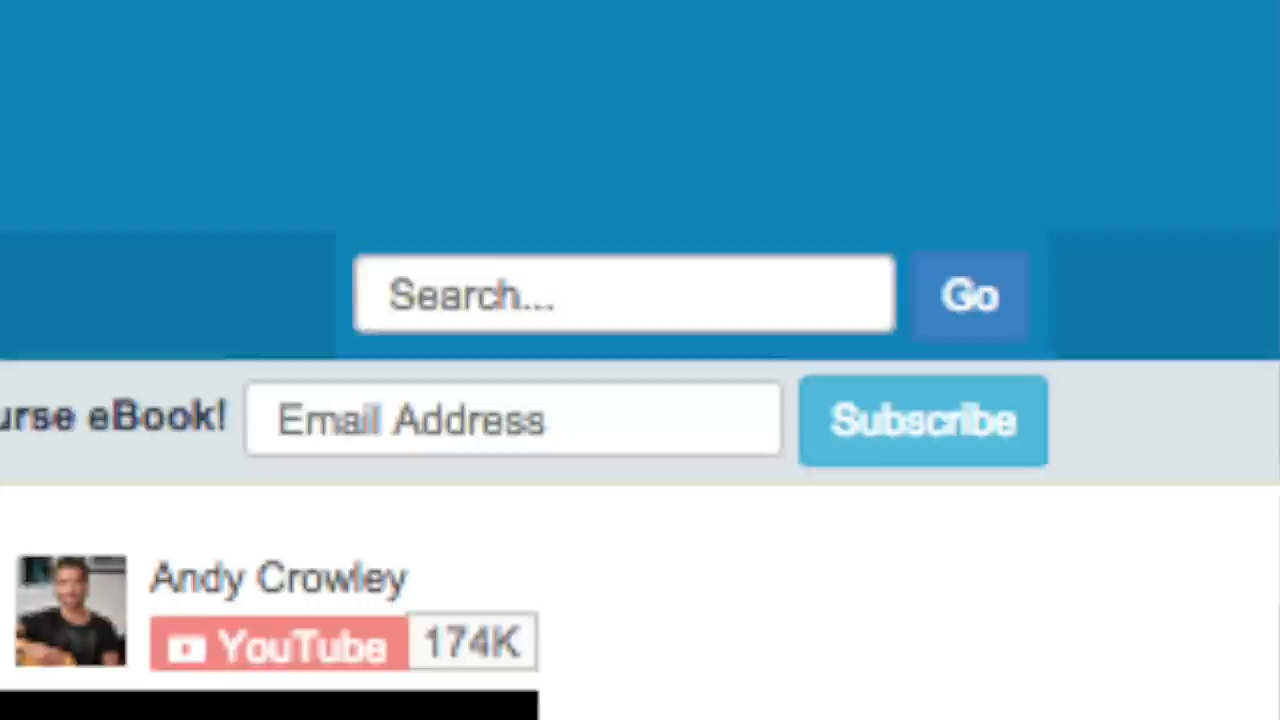 Search...
Go
urse eBook!
Email Address
Subscribe
Andy Crowley
YouTube
174K